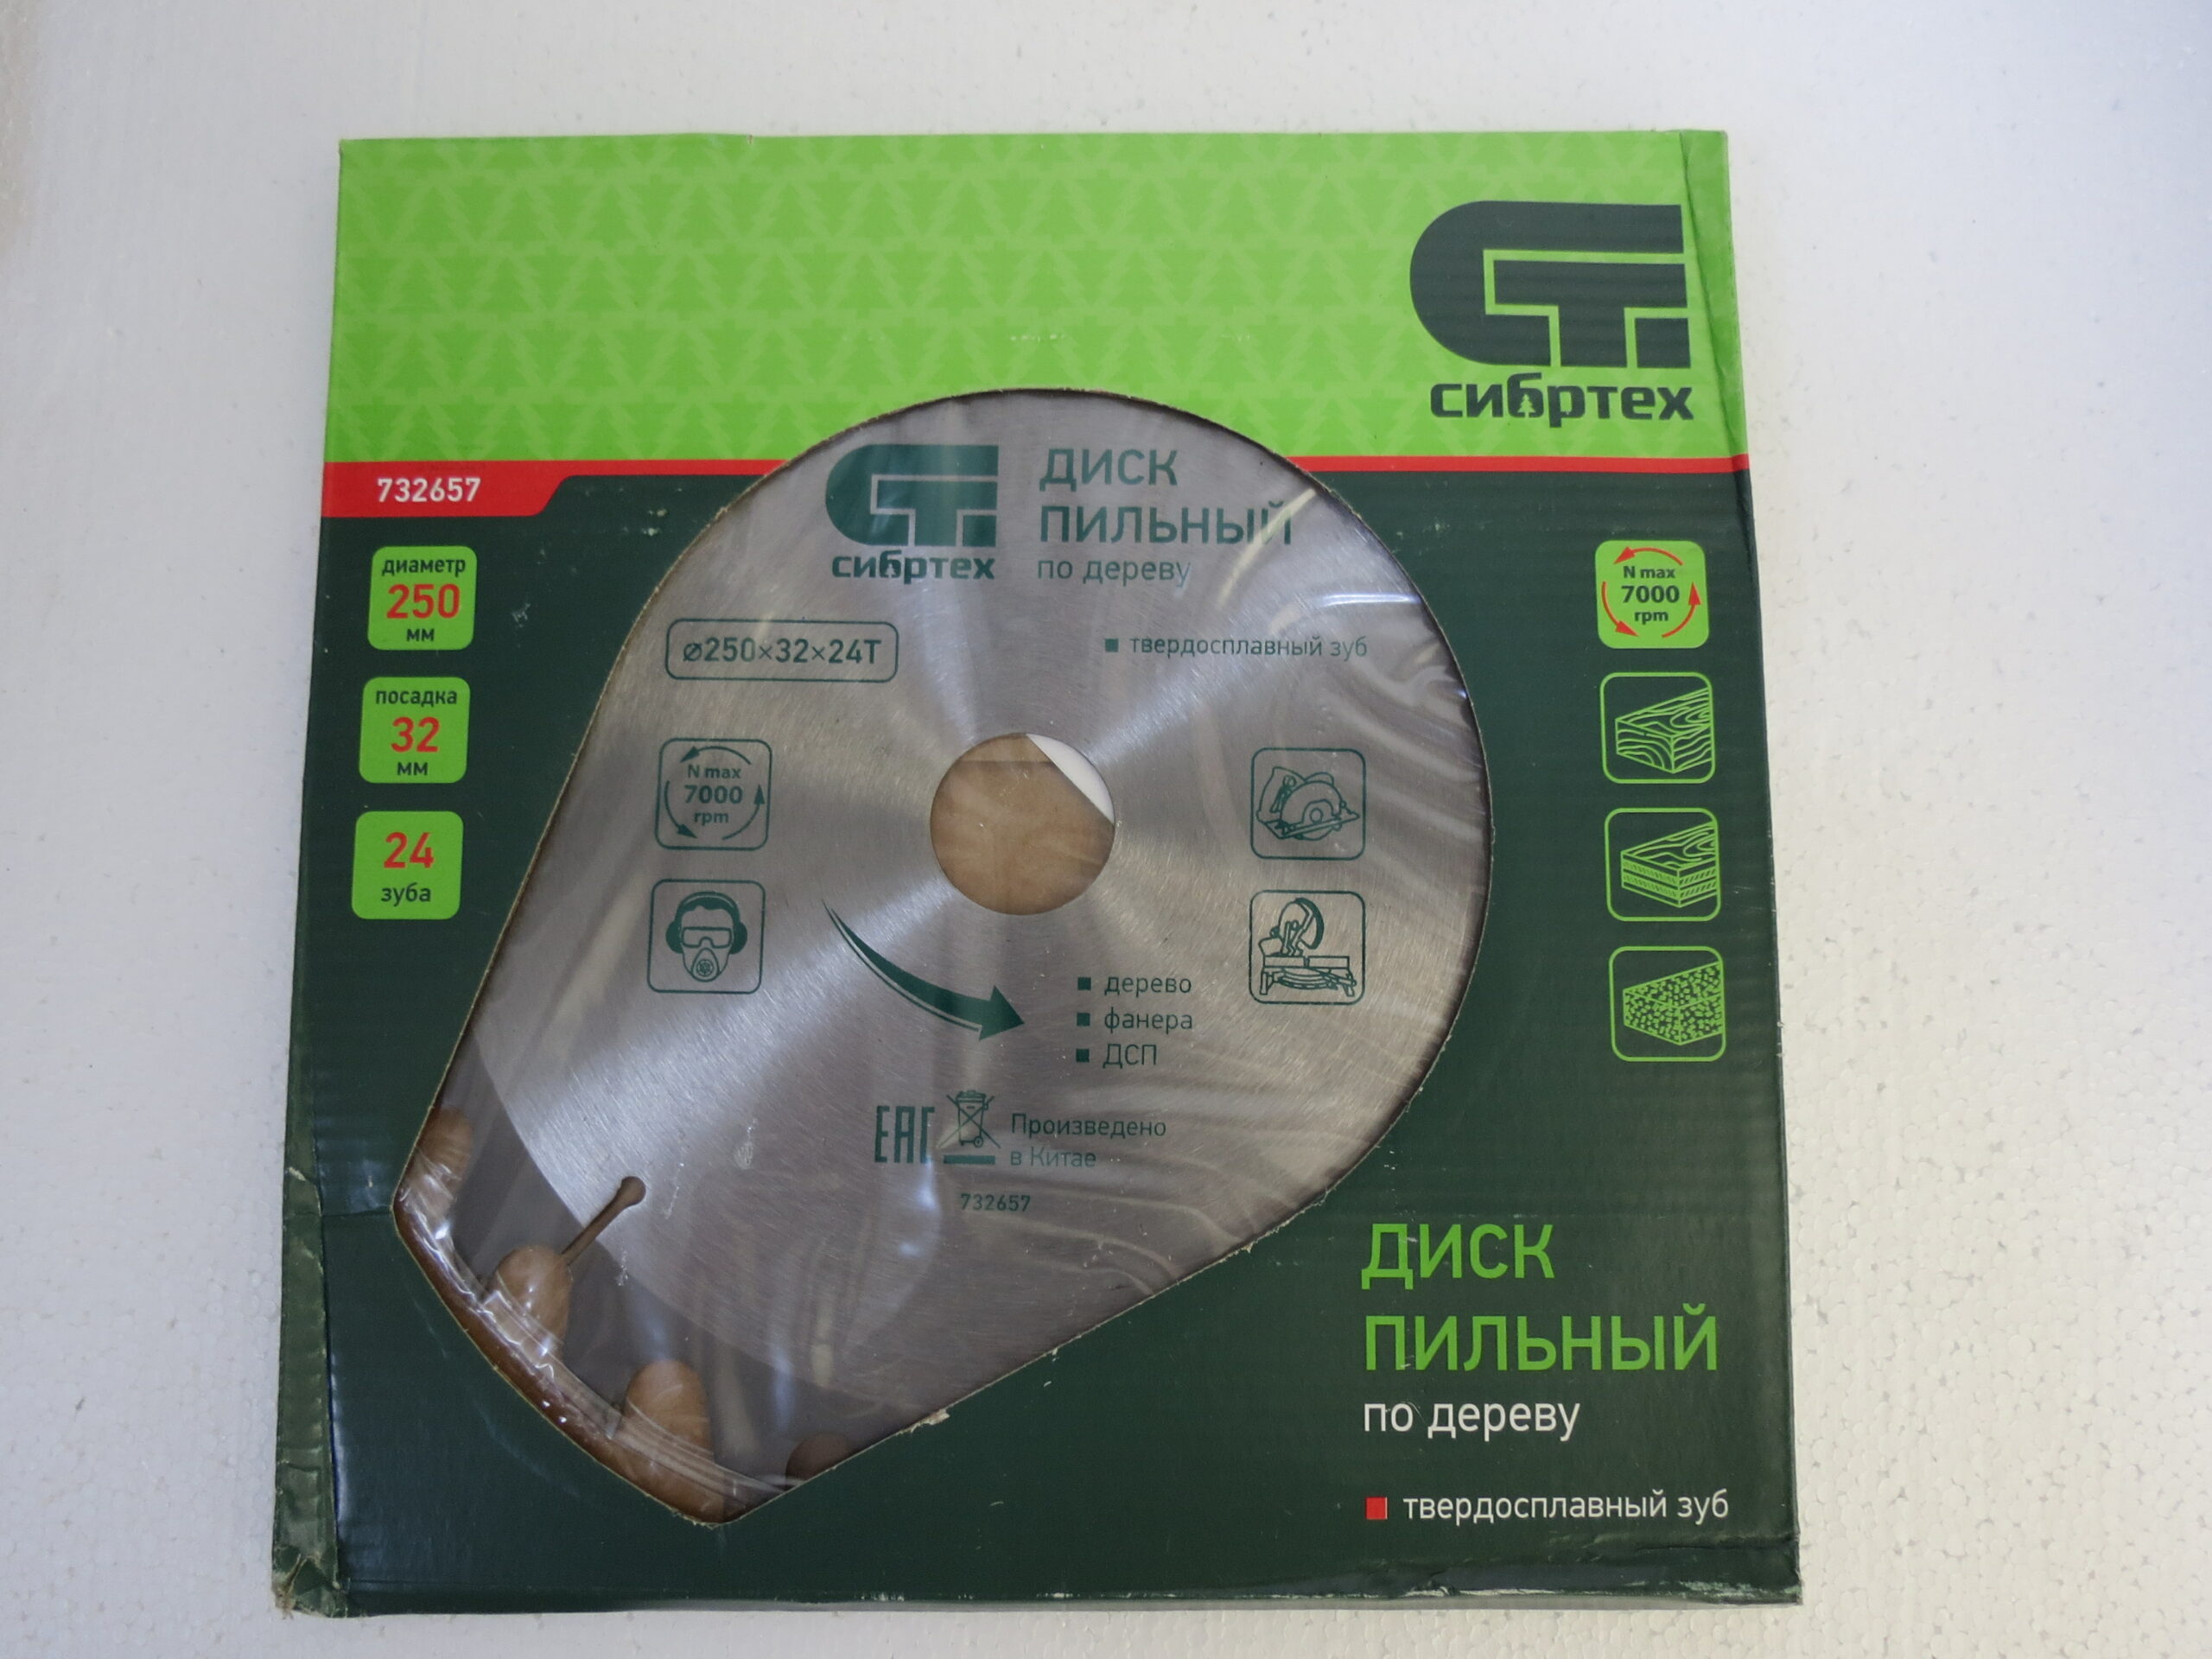 сибртех
732657
диаметр
250
мм
посадка
32
мм
24
зуба
N max
7000
rpm
сибртех
ДИСК
ПИЛЬНЫЙ
по дереву
⌀250×32×24T
твердосплавный зуб
N max
7000
rpm
дерево
фанера
ДСП
EAC
Произведено
в Китае
732657
ДИСК
ПИЛЬНЫЙ
по дереву
твердосплавный зуб